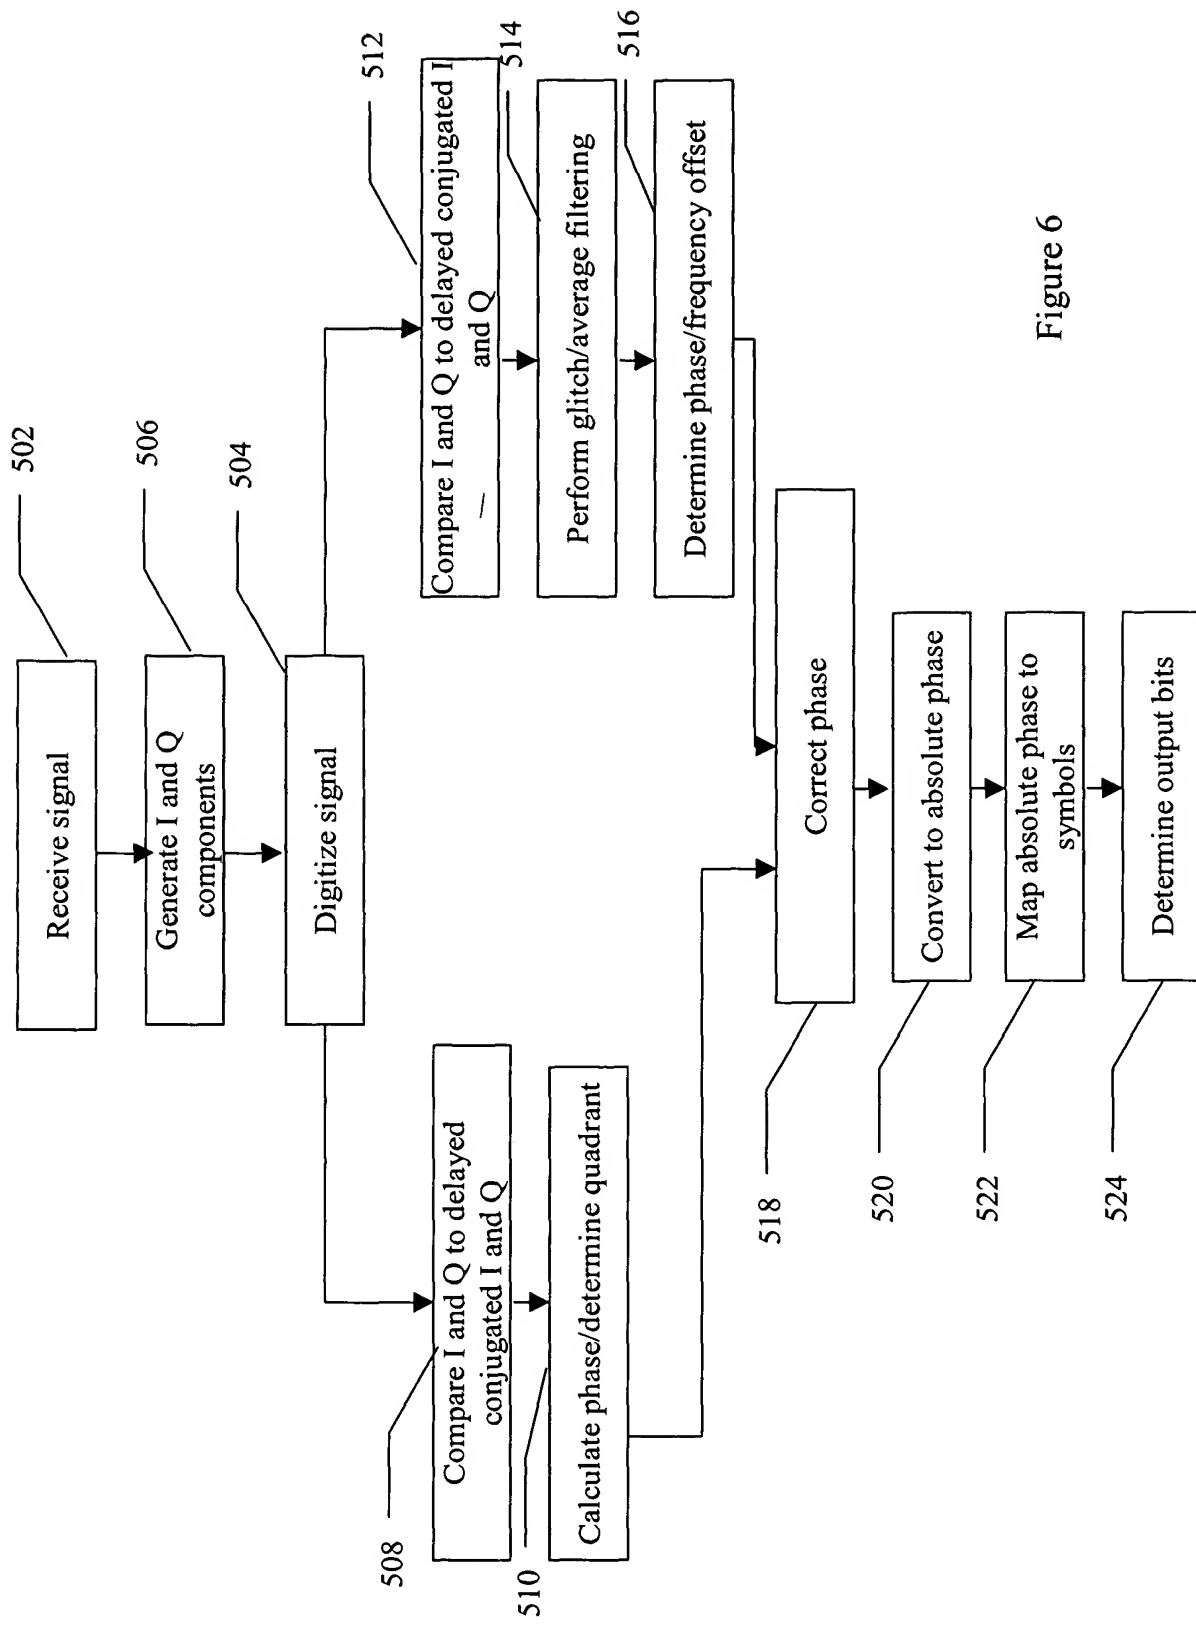 502
Receive signal
506
Generate I and Q
components
504
Digitize signal
508
Compare I and Q to delayed
conjugated I and Q
510
Calculate phase/determine quadrant
512
Compare I and Q to delayed conjugated I
and Q
514
Perform glitch/average filtering
516
Determine phase/frequency offset
518
Correct phase
520
Convert to absolute phase
522
Map absolute phase to
symbols
524
Determine output bits
Figure 6